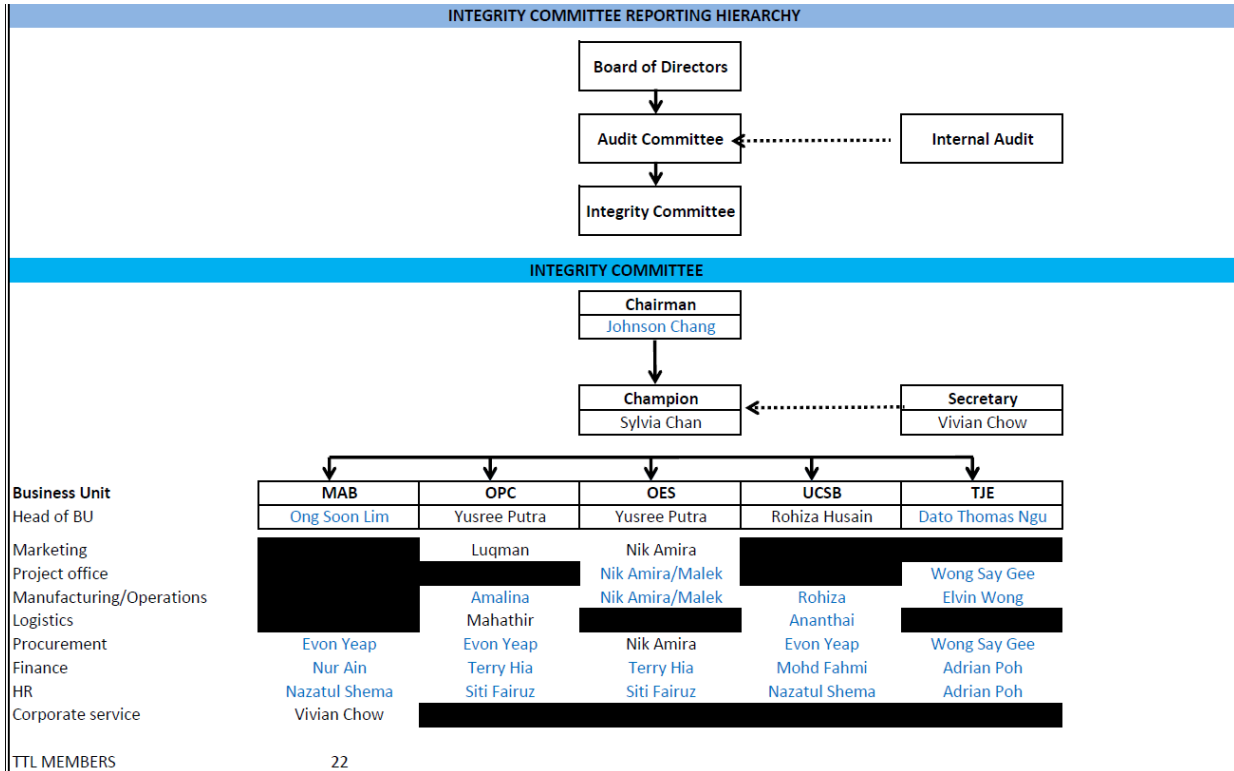 INTEGRITY COMMITTEE REPORTING HIERARCHY
Board of Directors
Audit Committee Internal Audit
Integrity Committee
INTEGRITY COMMITTEE
Chairman
Johnson Chang
Champion Secretary
Sylvia Chan Vivian Chow
Business Unit MAB OPC OES UCSB TJE
Head of BU Ong Soon Lim Yusree Putra Yusree Putra Rohiza Husain Dato Thomas Ngu
Marketing Luqman Nik Amira
Project office Nik Amira/Malek Wong Say Gee
Manufacturing/Operations Amalina Nik Amira/Malek Rohiza Elvin Wong
Logistics Mahathir Ananthai
Procurement Evon Yeap Evon Yeap Nik Amira Evon Yeap Wong Say Gee
Finance Nur Ain Terry Hia Terry Hia Mohd Fahmi Adrian Poh
HR Nazatul Shema Siti Fairuz Siti Fairuz Nazatul Shema Adrian Poh
Corporate service Vivian Chow
TTL MEMBERS 22